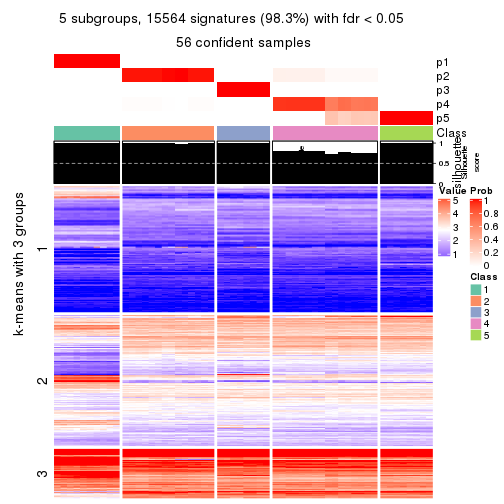 5 subgroups, 15564 signatures (98.3%) with fdr < 0.05
56 confident samples
p1
p2
p3
p4
p5
Class
1
0.5
0
silhouette
Silhouette
score
k-means with 3 groups
1
2
3
Value
5
4
3
2
1
Prob
1
0.8
0.6
0.4
0.2
0
Class
1
2
3
4
5